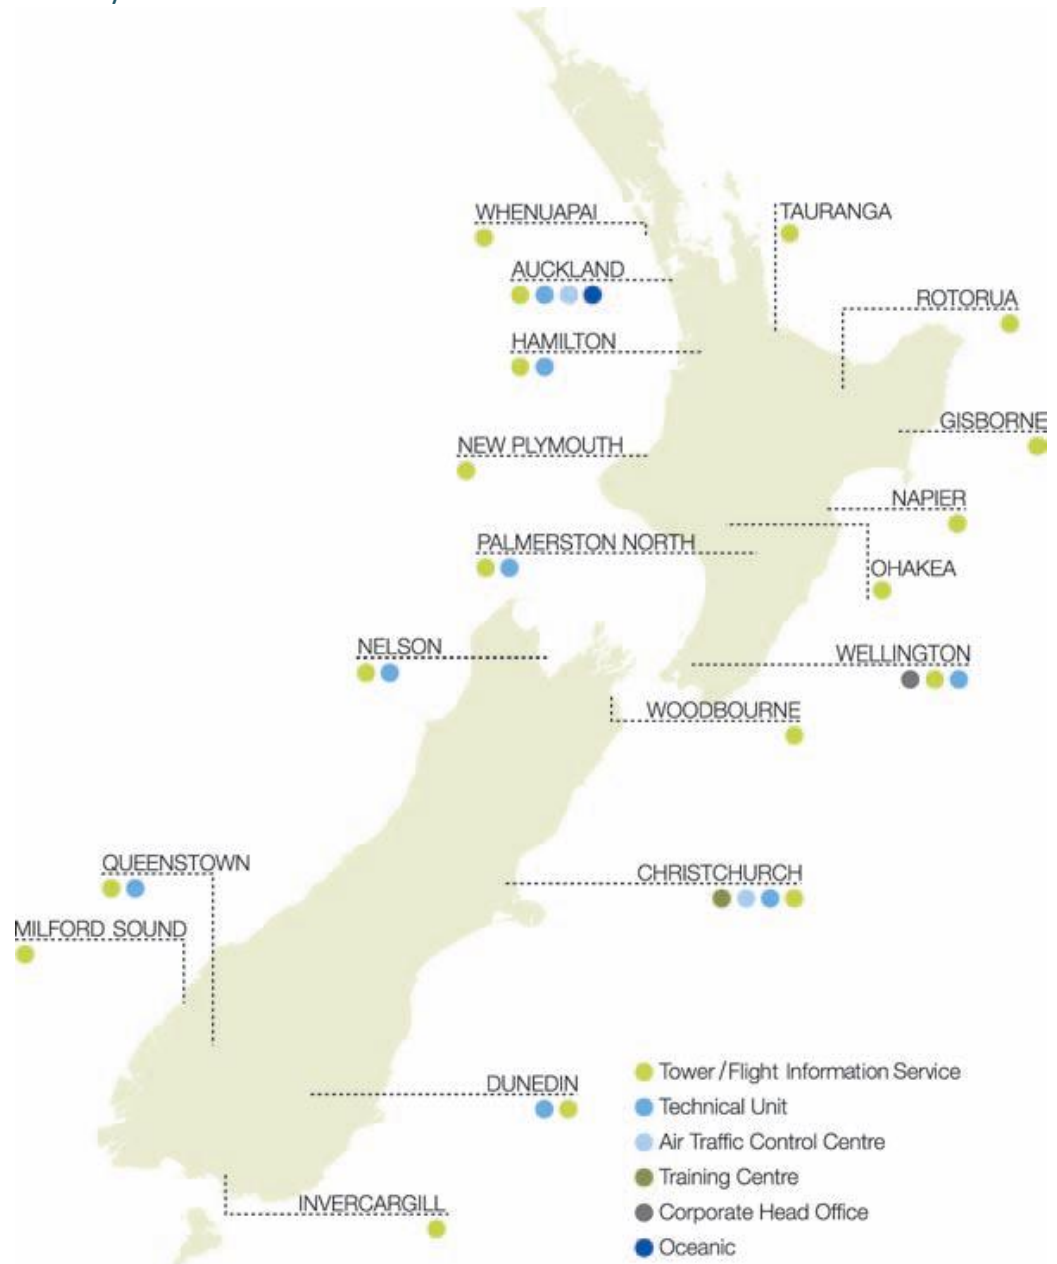 WHENUAPAI
TAURANGA
AUCKLAND
ROTORUA
HAMILTON
GISBORNE
NEW PLYMOUTH
NAPIER
PALMERSTON NORTH
OHAKEA
NELSON
WELLINGTON
WOODBOURNE
QUEENSTOWN
CHRISTCHURCH
MILFORD SOUND
DUNEDIN
INVERCARGILL
Tower/Flight Information Service
Technical Unit
Air Traffic Control Centre
Training Centre
Corporate Head Office
Oceanic